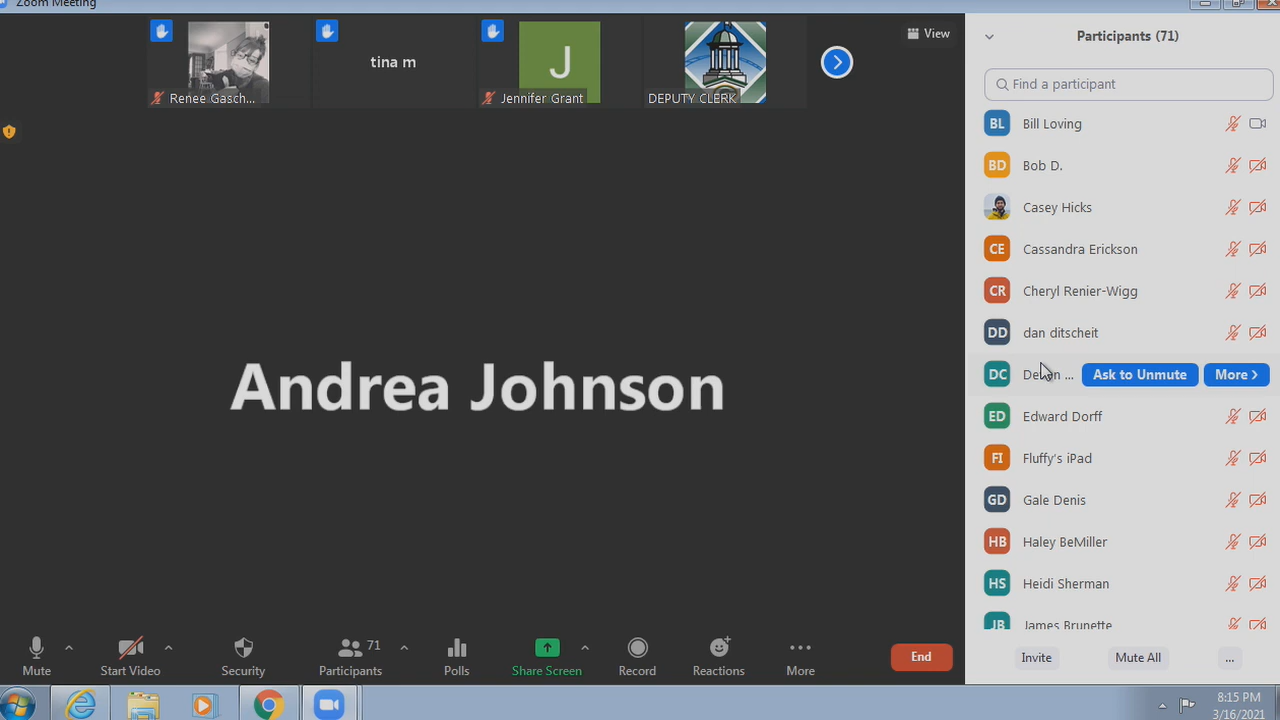 Zoom Meeting
Renee Gasch...
tina m
J
Jennifer Grant
DEPUTY CLERK
View
Andrea Johnson
Participants (71)
Find a participant
BL Bill Loving
BD Bob D.
Casey Hicks
CE Cassandra Erickson
CR Cheryl Renier-Wigg
DD dan ditscheit
DC ... Ask to Unmute More
ED Edward Dorff
FI Fluffy's iPad
GD Gale Denis
HB Haley BeMiller
HS Heidi Sherman
JB James Brunette
Invite Mute All ...
Mute
Start Video
Security
71
Participants
Polls
Share Screen
Record
Reactions
More
End
8:15 PM
3/16/2021